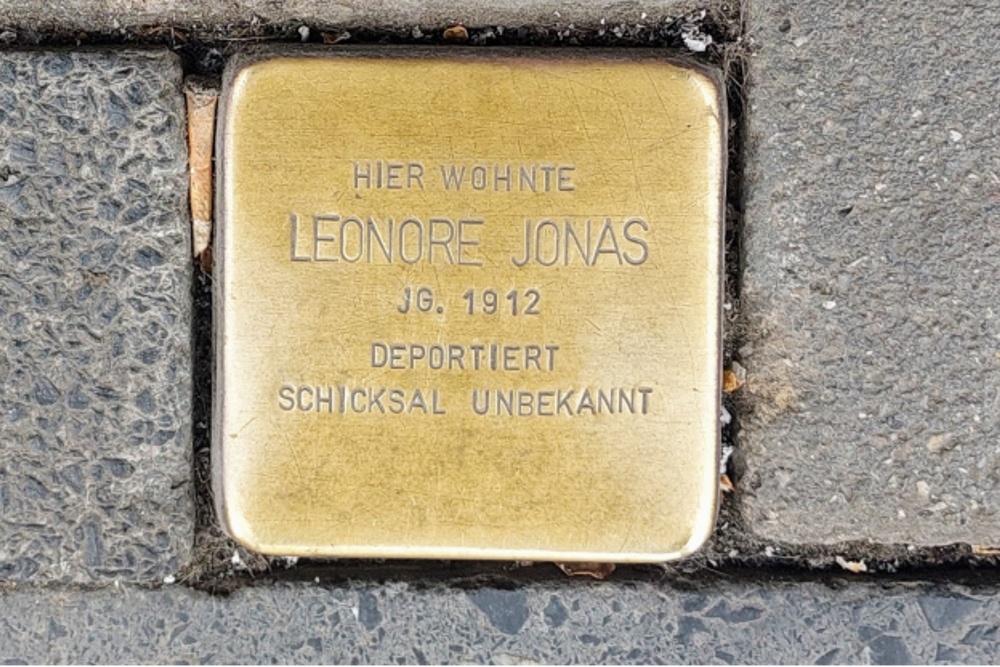 HIER WOHNTE
LEONORE JONAS
JG. 1912
DEPORTIERT
SCHICKSAL UNBEKANNT